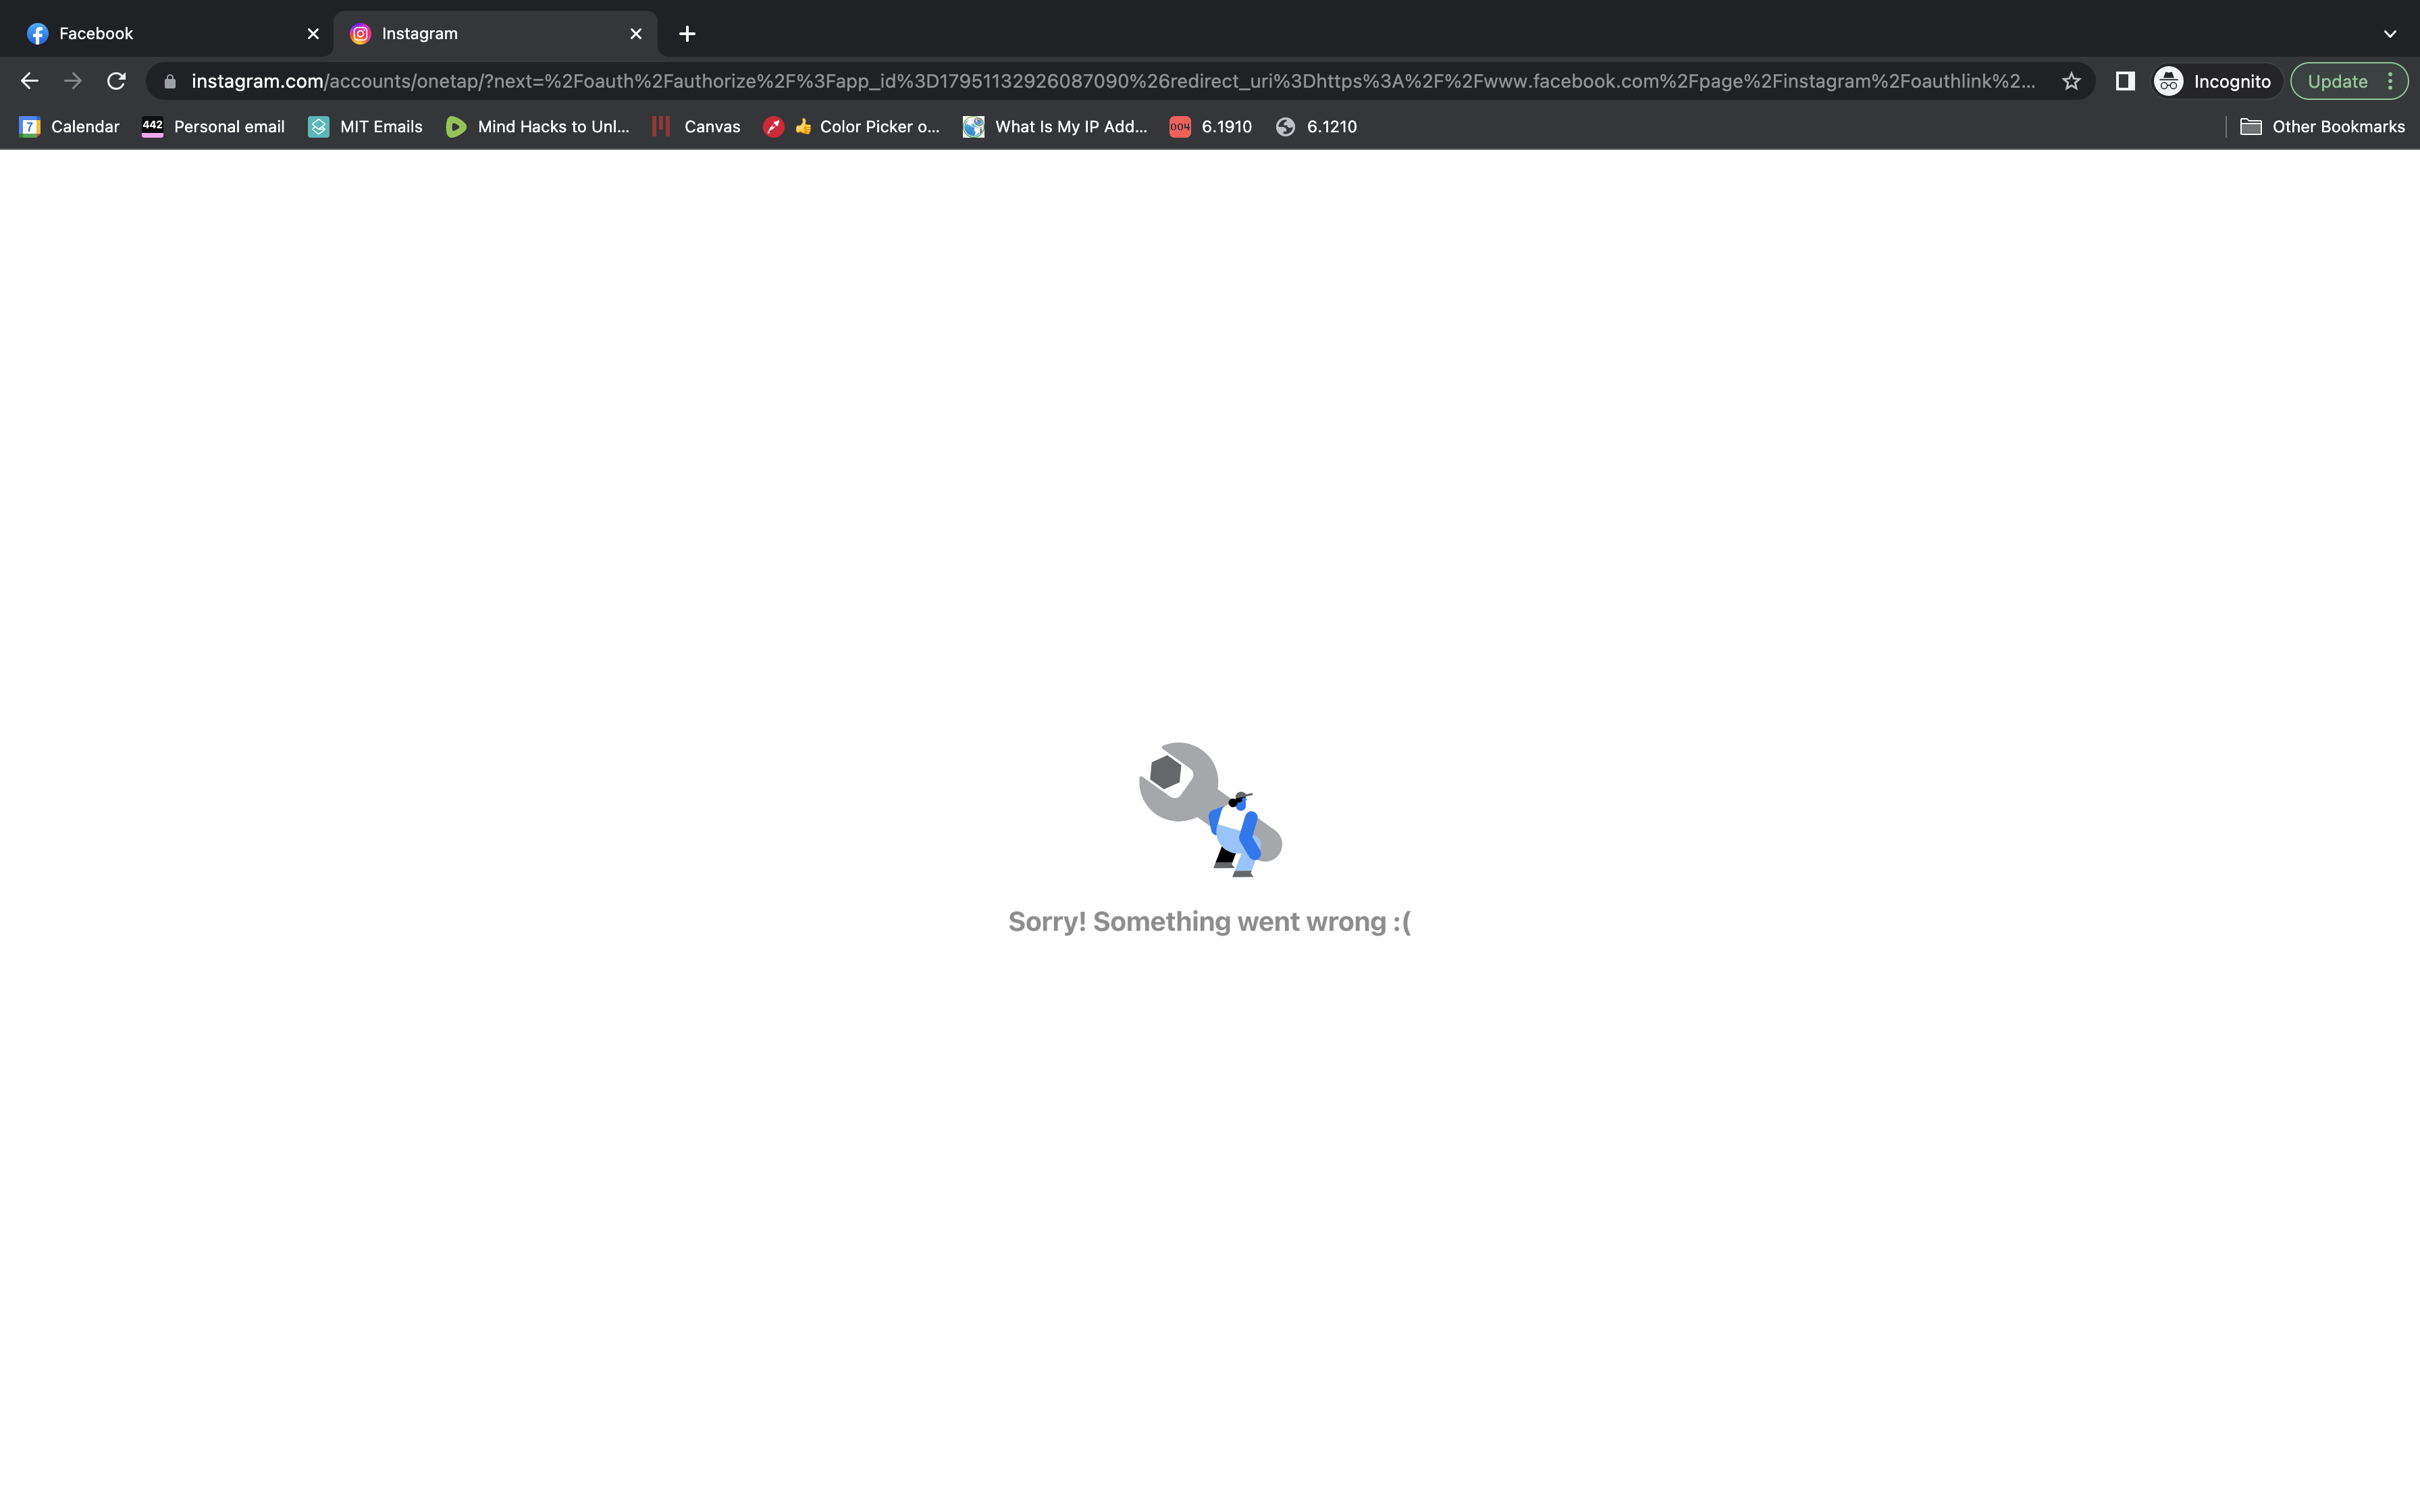 Facebook
Instagram
instagram.com/accounts/onetap/?next=%2Foauth%2Fauthorize%2F%3Fapp_id%3D17951132926087090%26redirect_uri%3Dhttps%3A%2F%2Fwww.facebook.com%2Fpage%2Finstagram%2Foauthlink%2...
Incognito
Update
7 Calendar 442 Personal email MIT Emails Mind Hacks to Unl... Canvas 👍 Color Picker o... What Is My IP Add... 004 6.1910 6.1210 Other Bookmarks
Sorry! Something went wrong :(